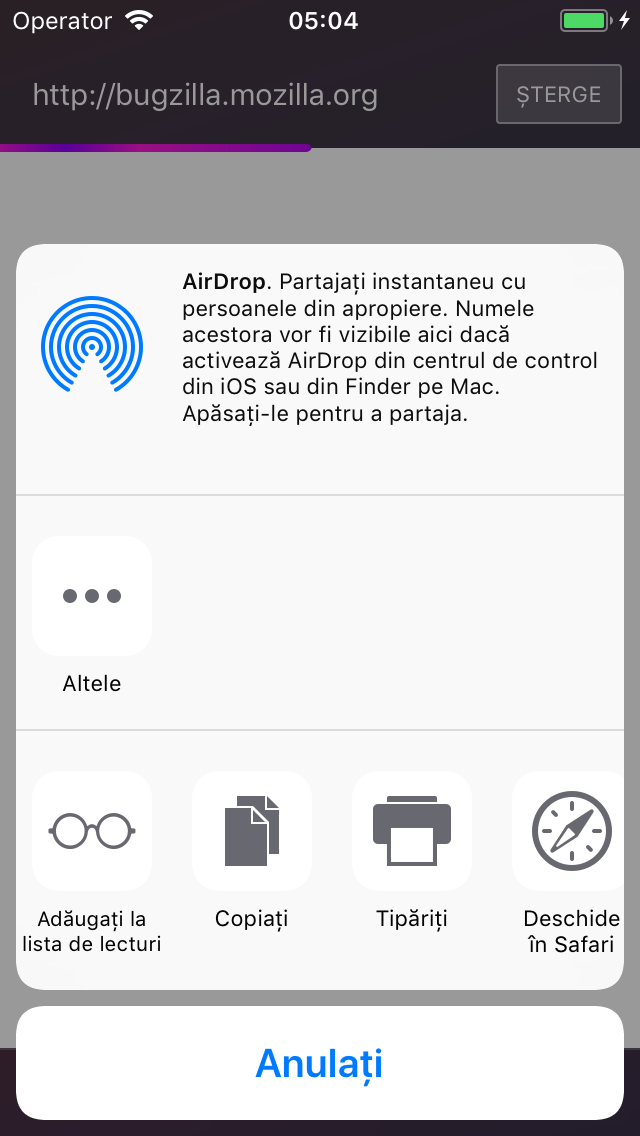 Operator 05:04
http://bugzilla.mozilla.org ȘTERGE
AirDrop. Partajați instantaneu cu
persoanele din apropiere. Numele
acestora vor fi vizibile aici dacă
activează AirDrop din centrul de control
din iOS sau din Finder pe Mac.
Apăsați-le pentru a partaja.
Altele
Adăugați la
lista de lecturi
Copiați
Tipăriți
Deschide
în Safari
Anulați